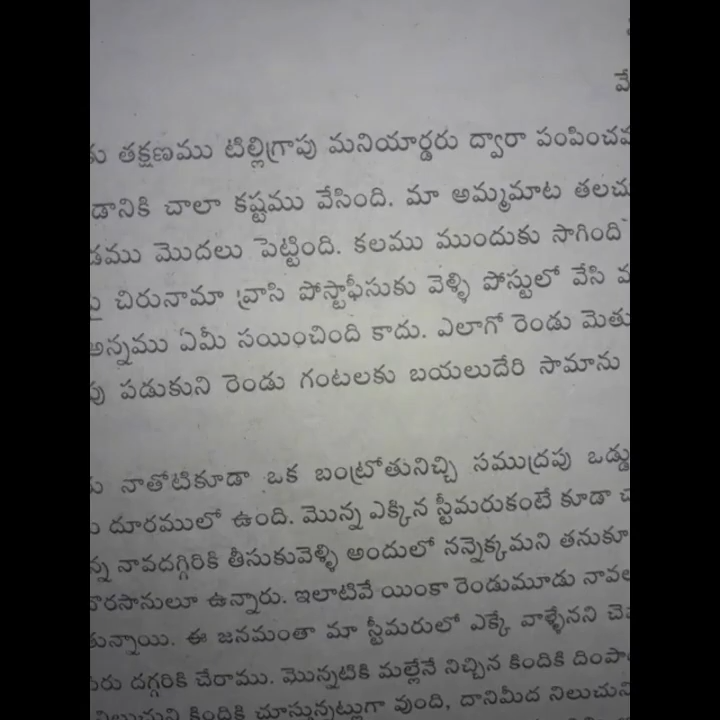 వే
కు తక్షణము టిల్లిగ్రాపు మనియార్డరు ద్వారా పంపించవ
డానికి చాలా కష్టము వేసింది. మా అమ్మమాట తలచు
డము మొదలు పెట్టింది. కలము ముందుకు సాగింది
పై చిరునామా వ్రాసి పోస్టాఫీసుకు వెళ్ళి పోస్టులో వేసి వ
అన్నము ఏమీ సయించింది కాదు. ఎలాగో రెండు మెతు
పు పడుకుని రెండు గంటలకు బయలుదేరి సామాను
నాతోటికూడా ఒక బంట్రోతునిచ్చి సముద్రపు ఒడ్డు
దూరములో ఉంది. మొన్న ఎక్కిన స్టీమరుకంటే కూడా చ
న్న నావదగ్గిరికి తీసుకువెళ్ళి అందులో నన్నెక్కమని తనుకూ
దొరసానులూ ఉన్నారు. ఇలాటివే యింకా రెండుమూడు నావల
కున్నాయి. ఈ జనమంతా మా స్టీమరులో ఎక్కే వాళ్ళేనని చె
దగ్గరికి చేరాము. మొన్నటికి మల్లేనే నిచ్చిన కిందికి దింపా
నిలుచుని కిందికి చూస్తున్నట్లుగా వుంది, దానిమీద నిలుచుని